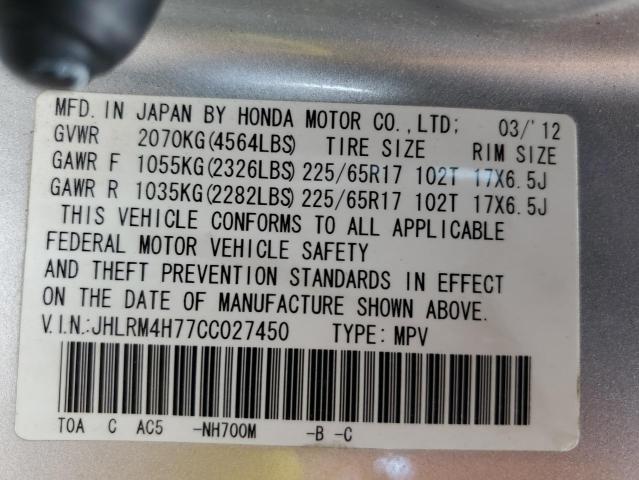 MFD. IN JAPAN BY HONDA MOTOR CO., LTD; 03/'12
GVWR 2070KG(4564LBS) TIRE SIZE RIM SIZE
GAWR F 1055KG(2326LBS) 225/65R17 102T 17X6.5J
GAWR R 1035KG(2282LBS) 225/65R17 102T 17X6.5J
THIS VEHICLE CONFORMS TO ALL APPLICABLE
FEDERAL MOTOR VEHICLE SAFETY
AND THEFT PREVENTION STANDARDS IN EFFECT
ON THE DATE OF MANUFACTURE SHOWN ABOVE.
V.I.N.:JHLRM4H77CC027450 TYPE: MPV
TOA C AC5 -NH700M -B -C